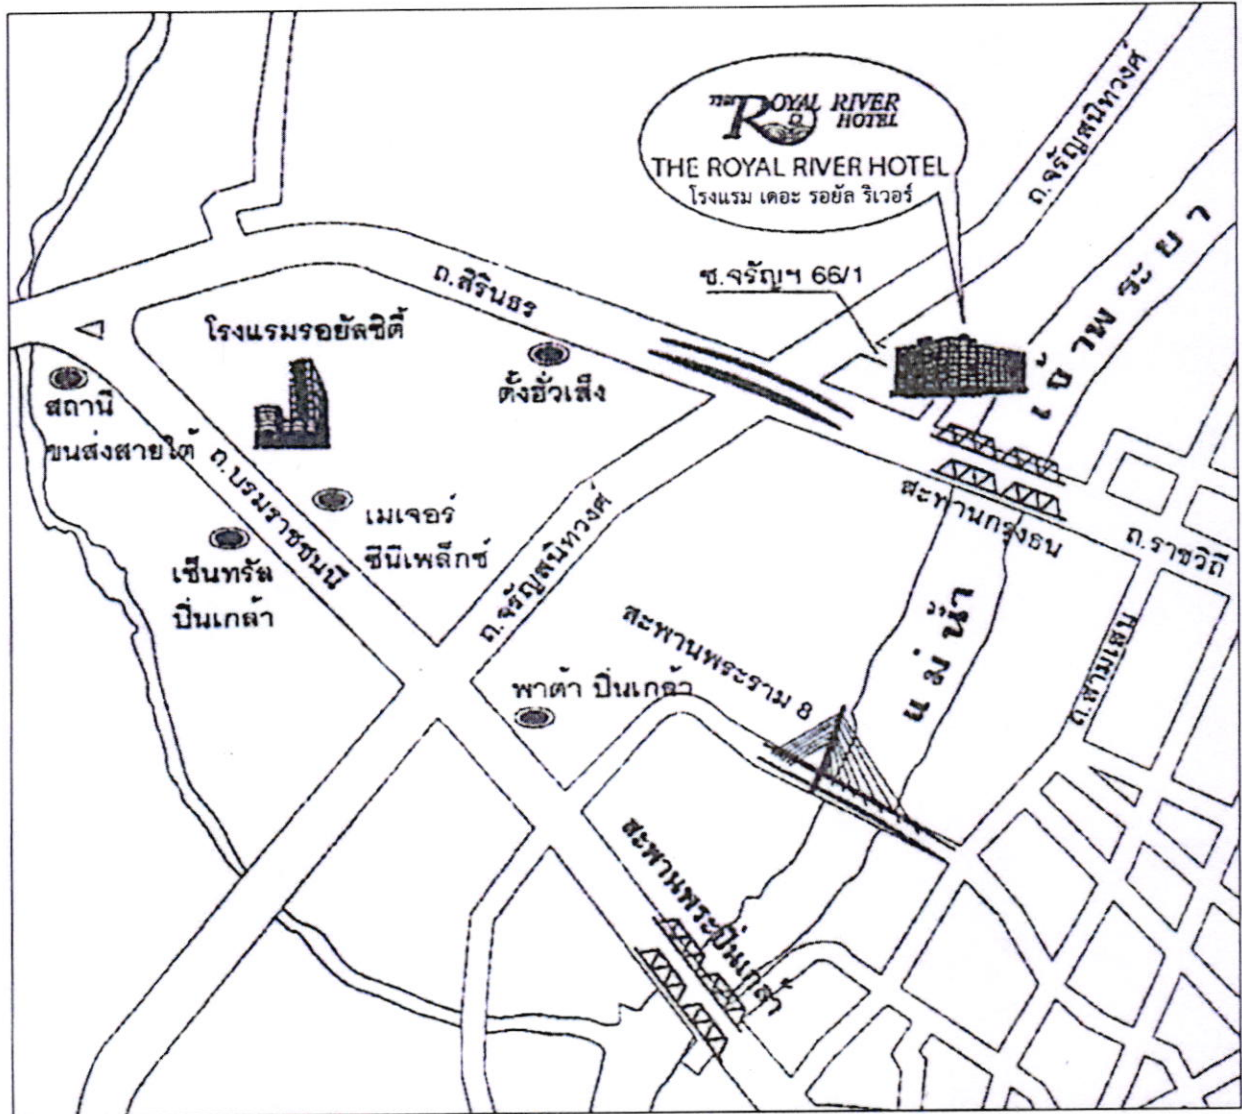 THE ROYAL RIVER
HOTEL
THE ROYAL RIVER HOTEL
โรงแรม เดอะ รอยัล ริเวอร์
ถ.จรัญสนิทวงศ์
ซ.จรัญฯ 66/1
ถ.สิรินธร
โรงแรมรอยัลซิตี้
ตั้งฮั่วเส็ง
สถานี
ขนส่งสายใต้
ถ.บรมราชชนนี
เมเจอร์
ซีนีเพล็กซ์
เซ็นทรัล
ปิ่นเกล้า
ถ.จรัญสนิทวงศ์
แม่น้ำ
เจ้าพระยา
สะพานกรุงธน
ถ.ราชวิถี
ถ.สามเสน
สะพานพระราม 8
พาต้า ปิ่นเกล้า
สะพานพระปิ่นเกล้า